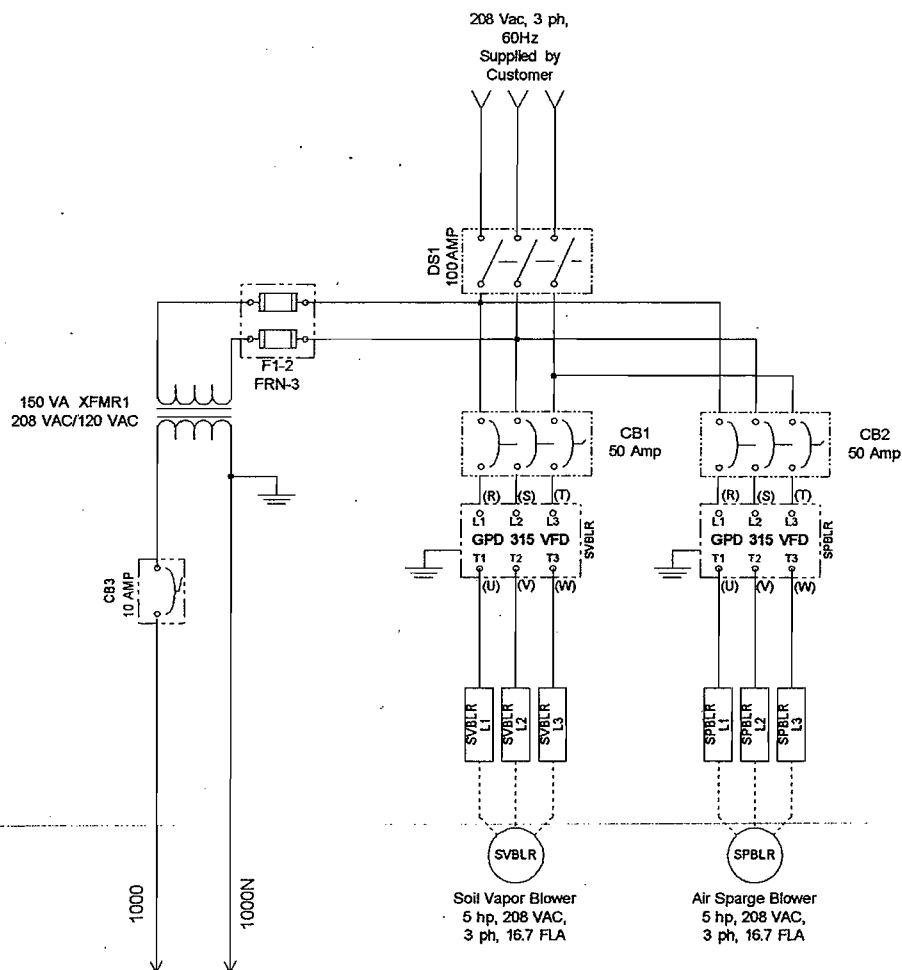 208 Vac, 3 ph,
60Hz
Supplied by
Customer
DS1
100 AMP
F1-2
FRN-3
150 VA XFMR1
208 VAC/120 VAC
CB1
50 Amp
CB2
50 Amp
(R) (S) (T)
L1 L2 L3
GPD 315 VFD
T1 T2 T3
(U) (V) (W)
SVBLR
(R) (S) (T)
L1 L2 L3
GPD 315 VFD
T1 T2 T3
(U) (V) (W)
SPBLR
CB3
10 AMP
SVBLR
L1
SVBLR
L2
SVBLR
L3
SPBLR
L1
SPBLR
L2
SPBLR
L3
SVBLR
SPBLR
Soil Vapor Blower
5 hp, 208 VAC,
3 ph, 16.7 FLA
Air Sparge Blower
5 hp, 208 VAC,
3 ph, 16.7 FLA
1000
1000N